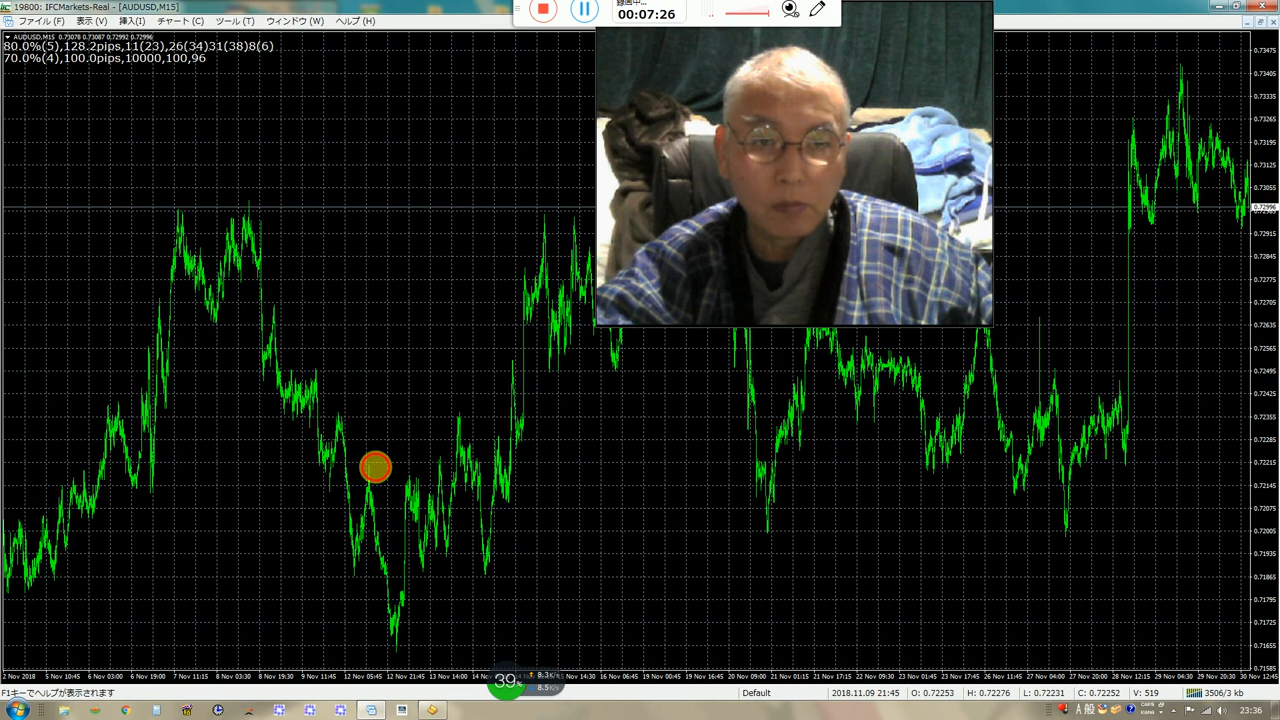 19800: IFCMarkets-Real - [AUDUSD,M15]
ファイル (F) 表示(V) 挿入(I) チャート (C) ツール (T) ウィンドウ (W) ヘルプ (H)
録画中...
00:07:26
AUDUSD,M15 0.73078 0.73087 0.72992 0.72996
80.0%(5),128.2pips,11(23),26(34)31(38)8(6)
70.0%(4),100.0pips,10000,100,96
0.73475
0.73405
0.73335
0.73265
0.73195
0.73125
0.73055
0.72996
0.72915
0.72845
0.72775
0.72705
0.72635
0.72565
0.72495
0.72425
0.72355
0.72285
0.72215
0.72145
0.72075
0.72005
0.71935
0.71865
0.71795
0.71725
0.71655
0.71585
2 Nov 2018 5 Nov 10:45 6 Nov 03:00 6 Nov 19:00 7 Nov 11:15 8 Nov 03:30 8 Nov 19:30 9 Nov 11:45 12 Nov 05:45 12 Nov 21:45 13 Nov 14:00 14 Nov 15 Nov 16 Nov 08:45 19 Nov 00:45 19 Nov 16:45 20 Nov 09:00 21 Nov 01:15 21 Nov 17:15 22 Nov 09:30 23 Nov 01:45 23 Nov 17:45 26 Nov 11:45 27 Nov 04:00 27 Nov 20:00 28 Nov 12:15 29 Nov 04:30 29 Nov 20:30 30 Nov 12:45
39%
8.3K/s
8.5K/s
F1キーでヘルプが表示されます Default 2018.11.09 21:45 O: 0.72253 H: 0.72276 L: 0.72231 C: 0.72252 V: 519 3506/3 kb
A 般 CAPS KANA 23:36